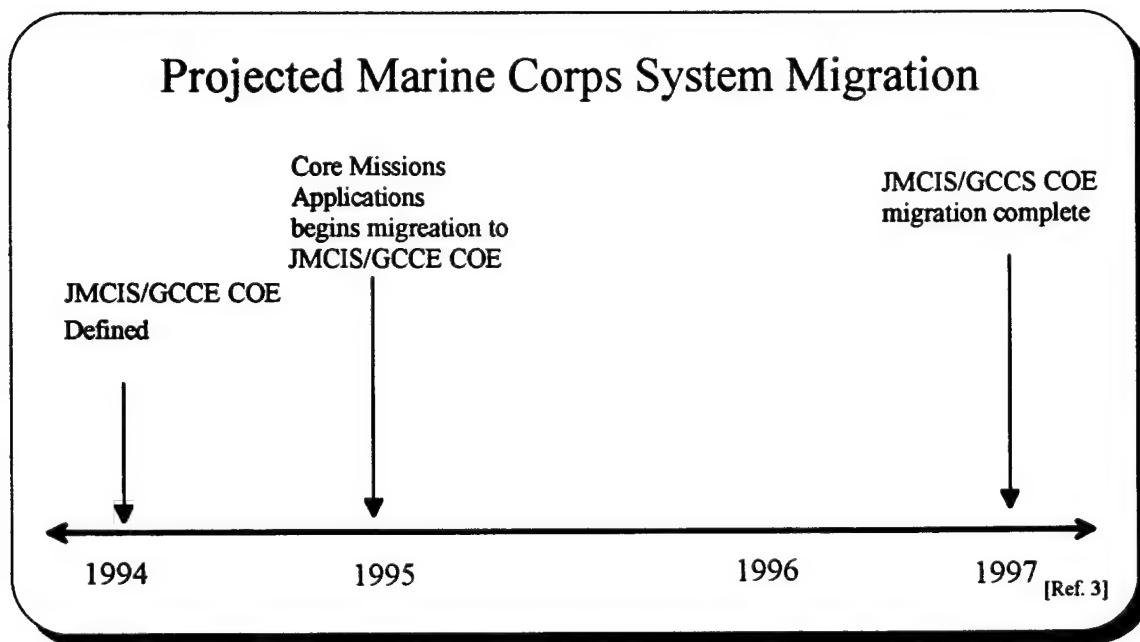 Projected Marine Corps System Migration
Core Missions
Applications
begins migreation to
JMCIS/GCCE COE
JMCIS/GCCS COE
migration complete
JMCIS/GCCE COE
Defined
1994
1995
1996
1997
[Ref. 3]